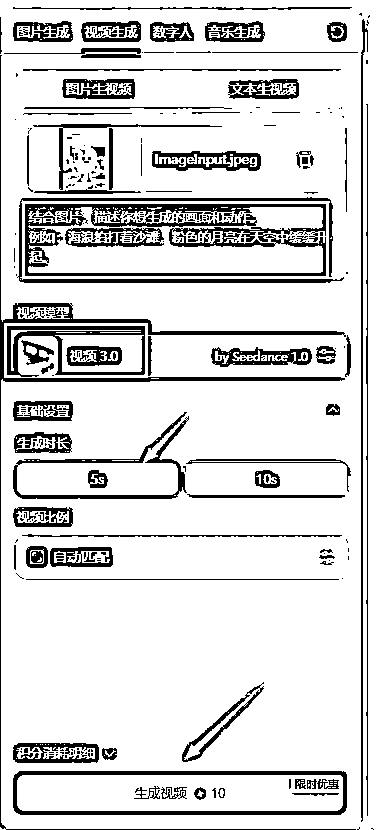 图片生成 视频生成 数字人 音乐生成
图片生视频 文本生视频
ImageInput.jpeg
结合图片，描述你想生成的画面和动作。
例如：海浪拍打着沙滩，粉色的月亮在天空中缓缓升
起。
视频模型
视频 3.0 by Seedance 1.0
基础设置
生成时长
5s 10s
视频比例
自动匹配
积分消耗明细
限时优惠
生成视频 10